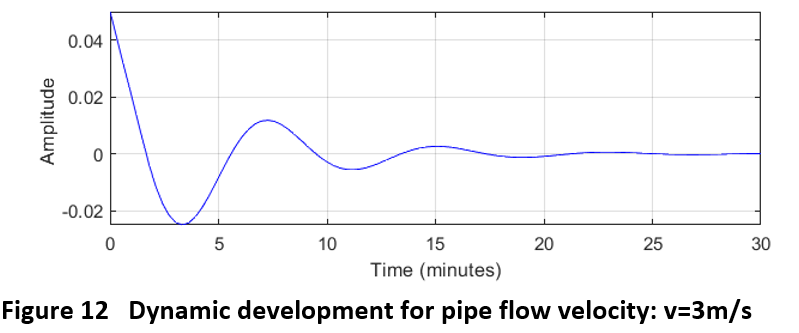 0.04
0.02
0
-0.02
Amplitude
0 5 10 15 20 25 30
Time (minutes)
Figure 12 Dynamic development for pipe flow velocity: v=3m/s